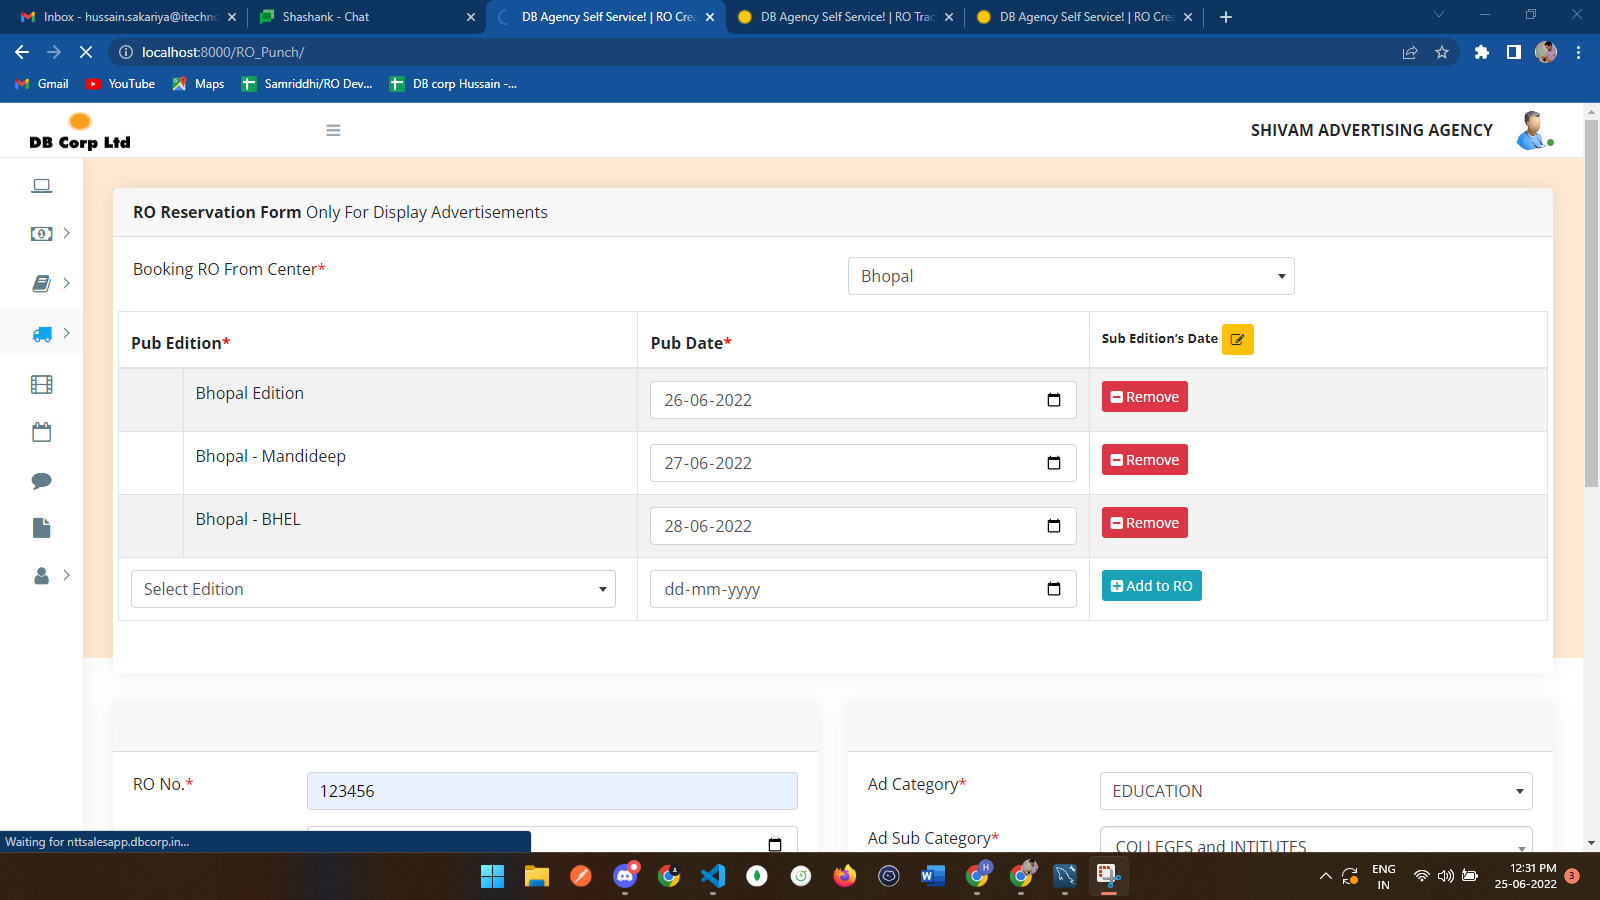 Inbox - hussain.sakariya@itechno
Shashank - Chat
DB Agency Self Service! | RO Cre
DB Agency Self Service! | RO Trac
DB Agency Self Service! | RO Crea
localhost:8000/RO_Punch/
Gmail
YouTube
Maps
Samriddhi/RO Dev...
DB corp Hussain -...
DB Corp Ltd
SHIVAM ADVERTISING AGENCY
RO Reservation Form Only For Display Advertisements
Booking RO From Center*
Bhopal
Pub Edition*
Pub Date*
Sub Edition's Date
Bhopal Edition
26-06-2022
Remove
Bhopal - Mandideep
27-06-2022
Remove
Bhopal - BHEL
28-06-2022
Remove
Select Edition
dd-mm-yyyy
Add to RO
RO No.*
123456
Ad Category*
EDUCATION
Ad Sub Category*
COLLEGES and INTITUTES
Waiting for nttsalesapp.dbcorp.in...
ENG
IN
12:31 PM
25-06-2022
3